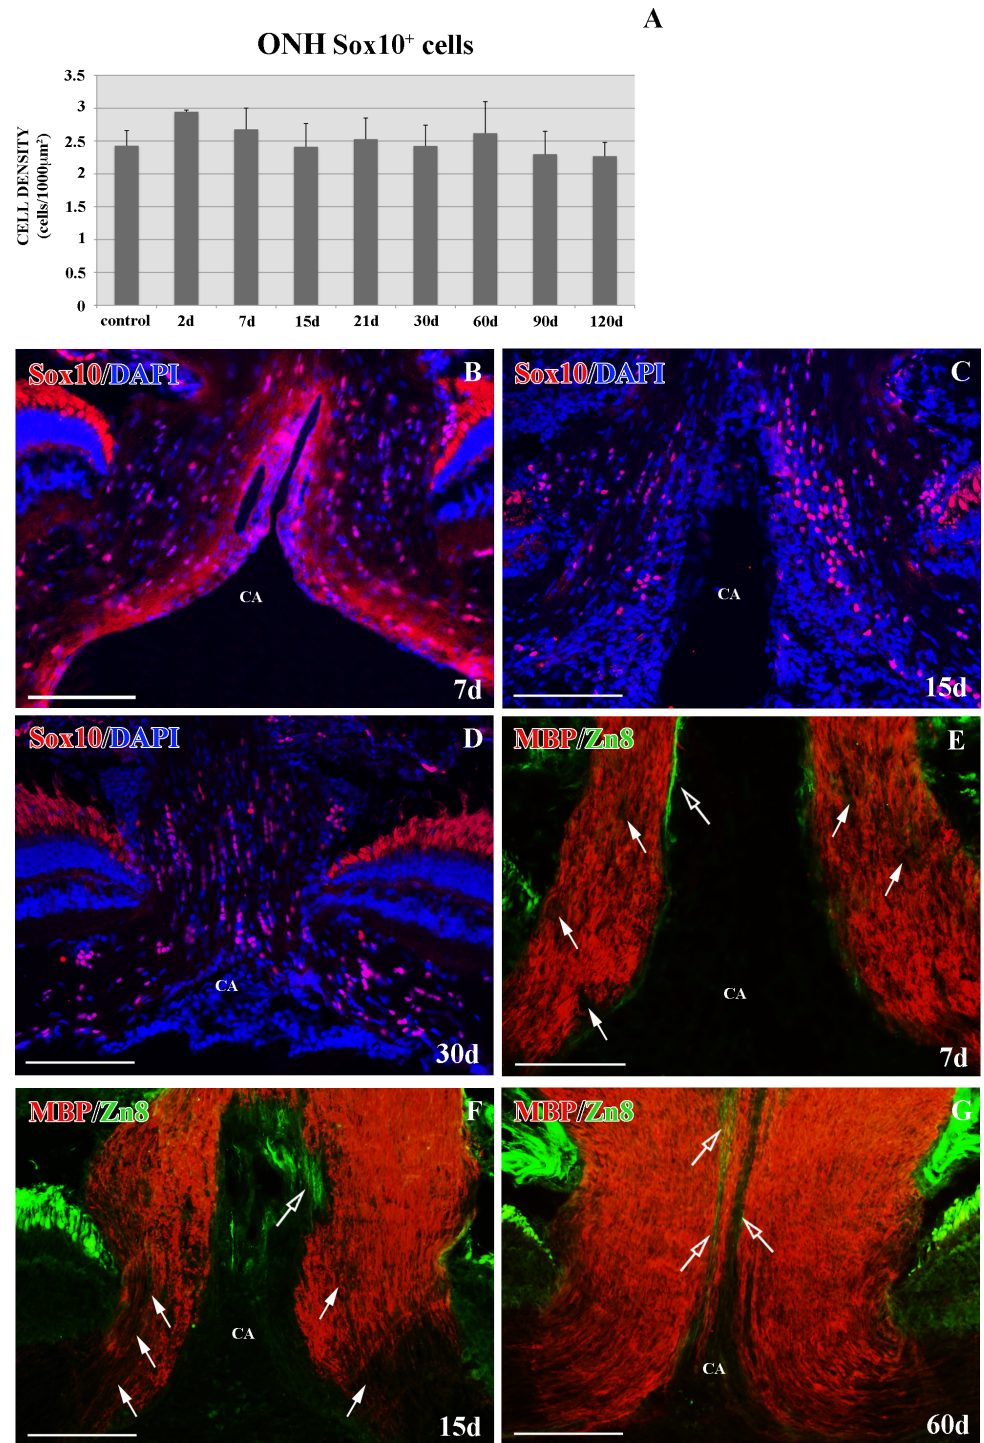 A
ONH Sox10⁺ cells
CELL DENSITY
(cells/1000μm²)
3.5
3
2.5
2
1.5
1
0.5
0
control 2d 7d 15d 21d 30d 60d 90d 120d
Sox10/DAPI B
CA
7d
Sox10/DAPI C
CA
15d
Sox10/DAPI D
CA
30d
MBP/Zn8 E
CA
7d
MBP/Zn8 F
CA
15d
MBP/Zn8 G
CA
60d